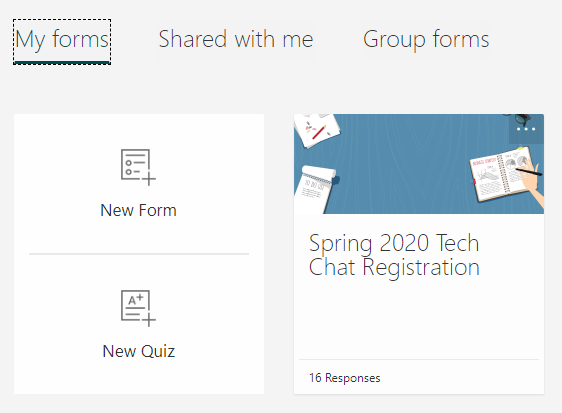 My forms
Shared with me
Group forms
New Form
A+
New Quiz
Spring 2020 Tech
Chat Registration
16 Responses